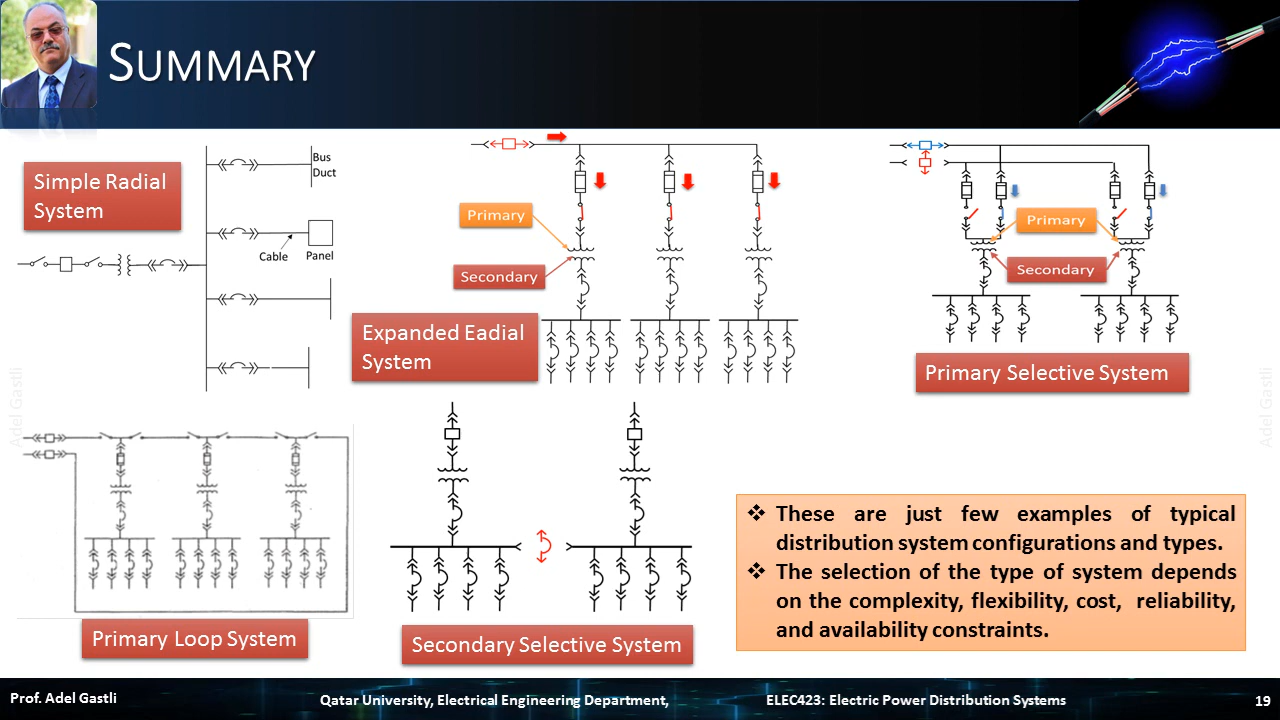 SUMMARY
Simple Radial
System
Bus
Duct
Cable
Panel
Primary
Secondary
Expanded Eadial
System
Primary
Secondary
Primary Selective System
Adel Gastli
Adel Gastli
Primary Loop System
Secondary Selective System
❖ These are just few examples of typical
distribution system configurations and types.
❖ The selection of the type of system depends
on the complexity, flexibility, cost, reliability,
and availability constraints.
Prof. Adel Gastli
Qatar University, Electrical Engineering Department,
ELEC423: Electric Power Distribution Systems
19